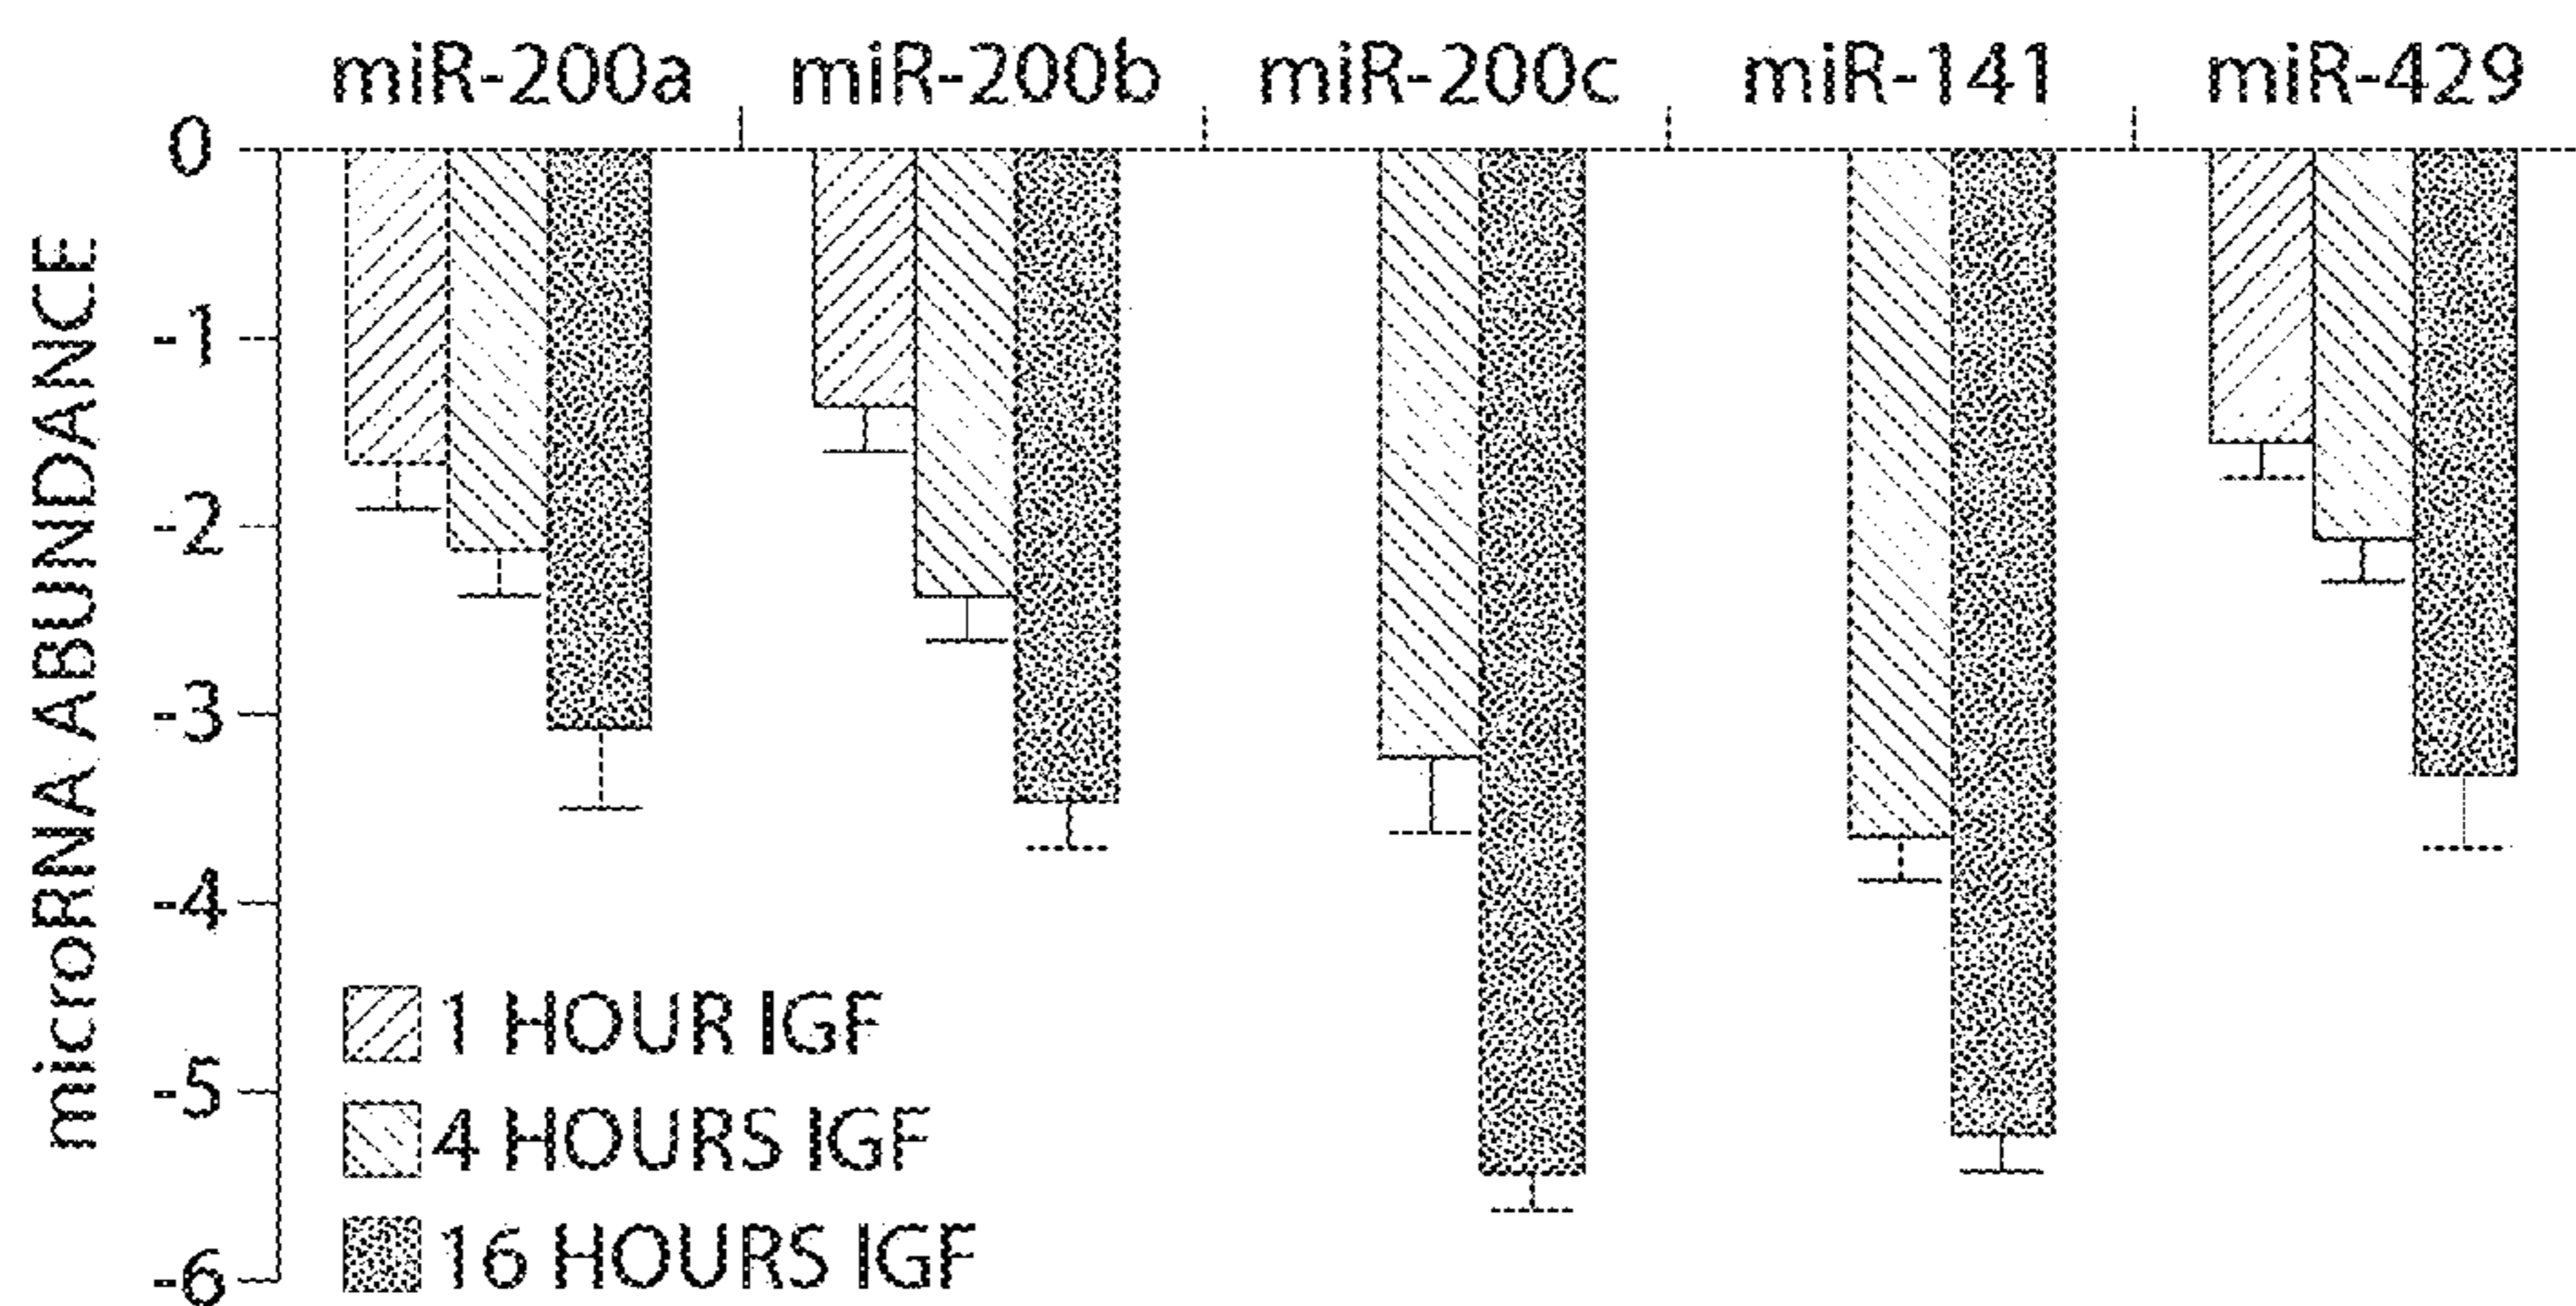 miR-200a miR-200b miR-200c miR-141 miR-429
0
-1
-2
-3
-4
-5
-6
microRNA ABUNDANCE
1 HOUR IGF
4 HOURS IGF
16 HOURS IGF